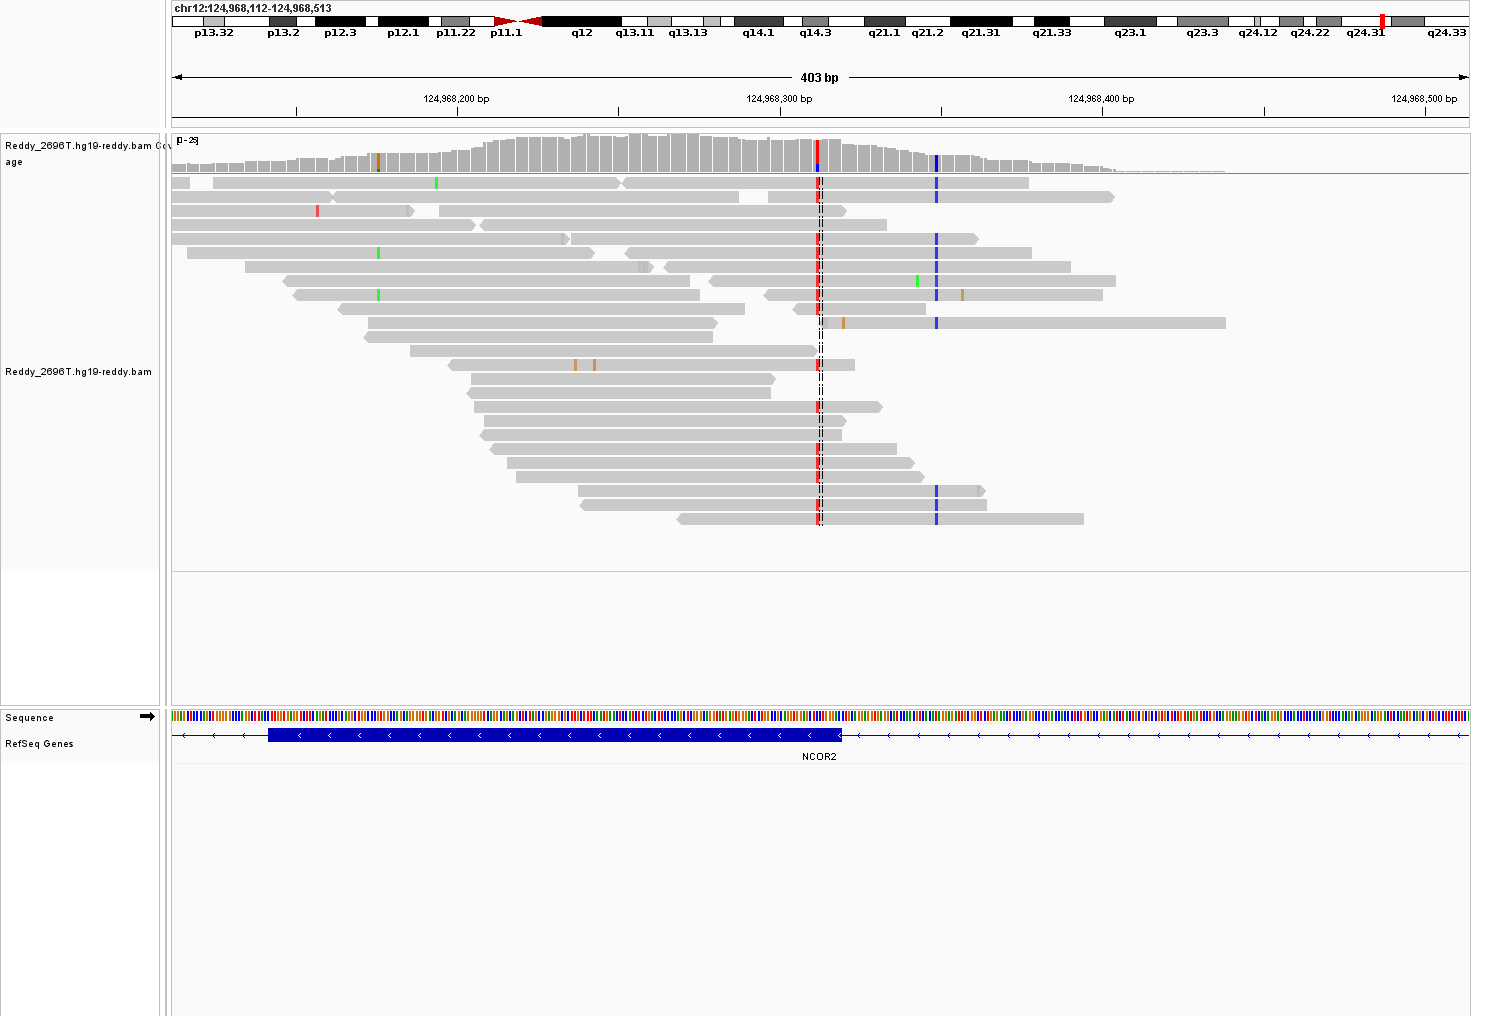 chr12:124,968,112-124,968,513
p13.32 p13.2 p12.3 p12.1 p11.22 p11.1 q12 q13.11 q13.13 q14.1 q14.3 q21.1 q21.2 q21.31 q21.33 q23.1 q23.3 q24.12 q24.22 q24.31 q24.33
403 bp
124,968,200 bp 124,968,300 bp 124,968,400 bp 124,968,500 bp
Reddy_2696T.hg19-reddy.bam Cov
age
[0-25]
Reddy_2696T.hg19-reddy.bam
Sequence
RefSeq Genes
NCOR2